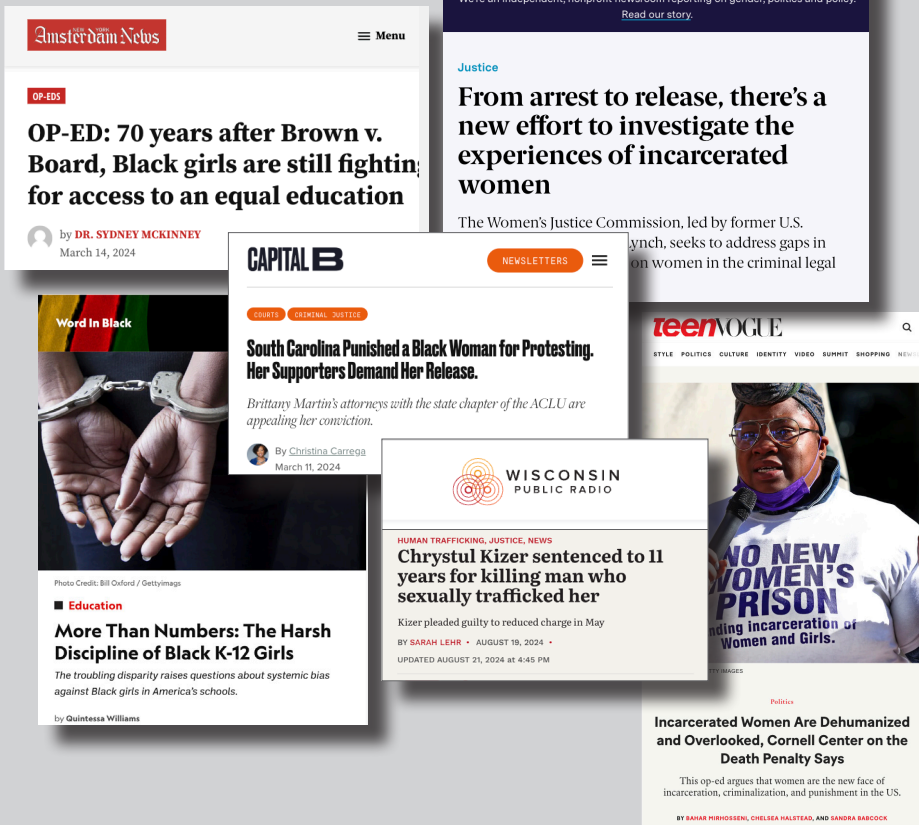 NEW YORK
Amsterdam News
Menu
OP-EDS
OP-ED: 70 years after Brown v.
Board, Black girls are still fighting
for access to an equal education
by DR. SYDNEY MCKINNEY
March 14, 2024
We're an independent, nonprofit newsroom reporting on gender, politics and policy.
Read our story.
Justice
From arrest to release, there's a
new effort to investigate the
experiences of incarcerated
women
The Women's Justice Commission, led by former U.S.
Lynch, seeks to address gaps in
on women in the criminal legal
CAPITAL B
NEWSLETTERS
COURTS
CRIMINAL JUSTICE
South Carolina Punished a Black Woman for Protesting.
Her Supporters Demand Her Release.
Brittany Martin's attorneys with the state chapter of the ACLU are
appealing her conviction.
By Christina Carrega
March 11, 2024
Word In Black
Photo Credit: Bill Oxford / Gettyimags
Education
More Than Numbers: The Harsh
Discipline of Black K-12 Girls
The troubling disparity raises questions about systemic bias
against Black girls in America's schools.
by Quintessa Williams
WISCONSIN
PUBLIC RADIO
HUMAN TRAFFICKING, JUSTICE, NEWS
Chrystul Kizer sentenced to 11
years for killing man who
sexually trafficked her
Kizer pleaded guilty to reduced charge in May
BY SARAH LEHR • AUGUST 19, 2024 •
UPDATED AUGUST 21, 2024 at 4:45 PM
teenVOGUE
STYLE POLITICS CULTURE IDENTITY VIDEO SUMMIT SHOPPING NEWS
NO NEW
WOMEN'S
PRISON
nding incarceration of
Women and Girls.
TTY IMAGES
Politics
Incarcerated Women Are Dehumanized
and Overlooked, Cornell Center on the
Death Penalty Says
This op-ed argues that women are the new face of
incarceration, criminalization, and punishment in the US.
BY BAHAR MIRHOSSENI, CHELSEA HALSTEAD, AND SANDRA BABCOCK